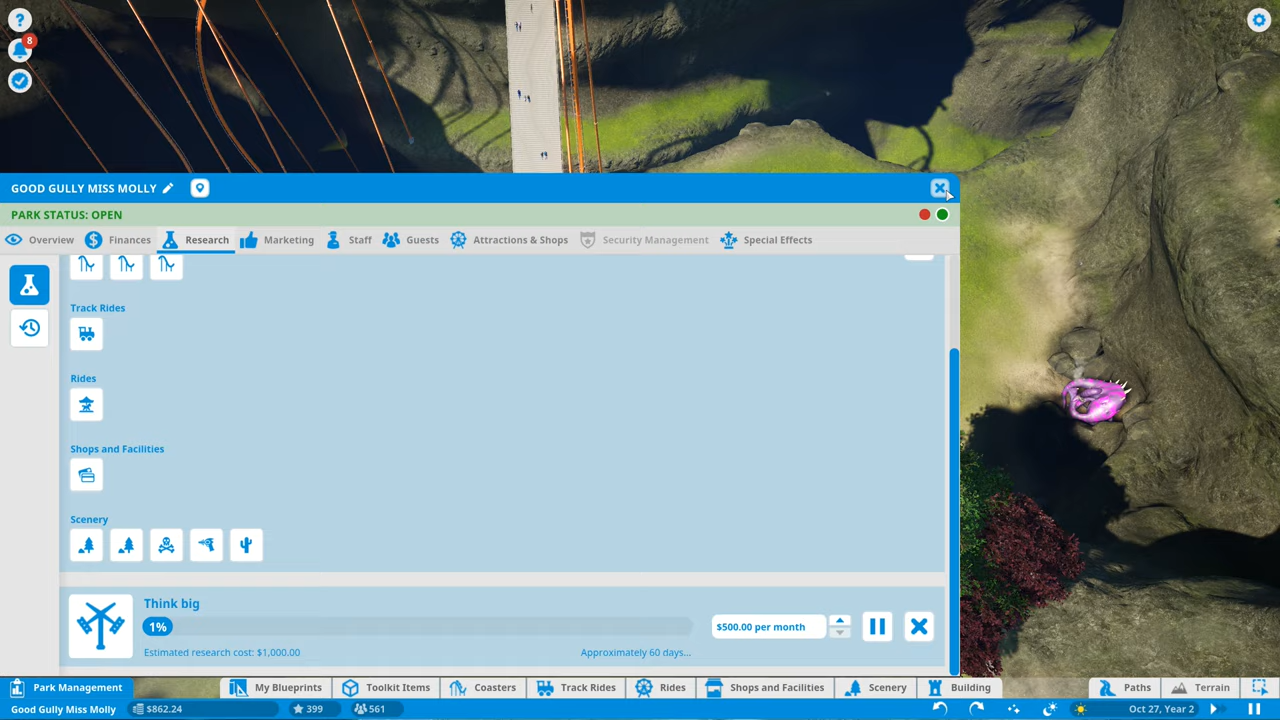 8
GOOD GULLY MISS MOLLY
PARK STATUS: OPEN
Overview Finances Research Marketing Staff Guests Attractions & Shops Security Management Special Effects
Track Rides
Rides
Shops and Facilities
Scenery
Think big
1%
$500.00 per month
Estimated research cost: $1,000.00
Approximately 60 days...
Park Management My Blueprints Toolkit Items Coasters Track Rides Rides Shops and Facilities Scenery Building Paths Terrain
Good Gully Miss Molly $862.24 399 561 Oct 27, Year 2